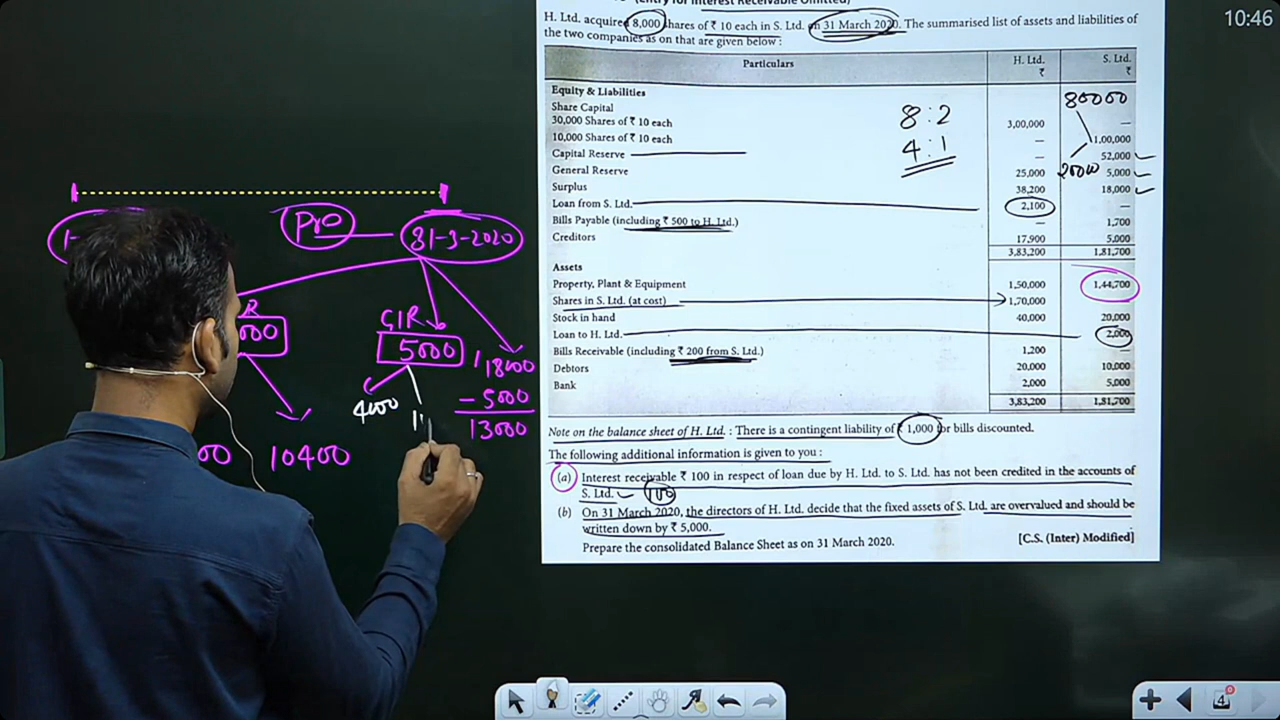 (Entry for Interest Receivable Omitted)
H. Ltd. acquired 8,000 shares of ₹ 10 each in S. Ltd. on 31 March 2020. The summarised list of assets and liabilities of
the two companies as on that are given below :
Particulars H. Ltd. ₹ S. Ltd. ₹
Equity & Liabilities
80000
Share Capital
8:2
30,000 Shares of ₹ 10 each 3,00,000 —
10,000 Shares of ₹ 10 each — 1,00,000
4:1
Capital Reserve — 52,000
General Reserve 25,000 20000 5,000
Surplus 38,200 18,000
Loan from S. Ltd. 2,100 —
Bills Payable (including ₹ 500 to H. Ltd.) — 1,700
Creditors 17,900 5,000
3,83,200 1,81,700
Assets
Property, Plant & Equipment 1,50,000 1,44,700
Shares in S. Ltd. (at cost) 1,70,000
Stock in hand 40,000 20,000
Loan to H. Ltd. 2,000
Bills Receivable (including ₹ 200 from S. Ltd.) 1,200 —
Debtors 20,000 10,000
Bank 2,000 5,000
3,83,200 1,81,700
Note on the balance sheet of H. Ltd. : There is a contingent liability of ₹ 1,000 for bills discounted.
The following additional information is given to you :
(a) Interest receivable ₹ 100 in respect of loan due by H. Ltd. to S. Ltd. has not been credited in the accounts of
S. Ltd. 100
(b) On 31 March 2020, the directors of H. Ltd. decide that the fixed assets of S. Ltd. are overvalued and should be
written down by ₹ 5,000.
Prepare the consolidated Balance Sheet as on 31 March 2020. [C.S. (Inter) Modified]
10:46
Pre
31-3-2020
R
000
G/R
5000
18000
- 5000
13000
4000
00
10400
4